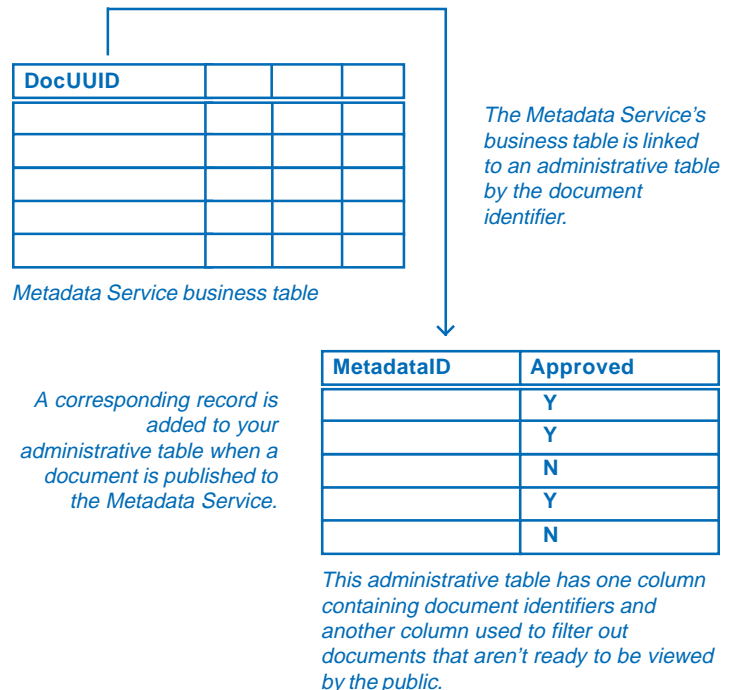 DocUUID
The Metadata Service's
business table is linked
to an administrative table
by the document
identifier.
Metadata Service business table
MetadataID Approved
Y
Y
N
Y
N
A corresponding record is
added to your
administrative table when a
document is published to
the Metadata Service.
This administrative table has one column
containing document identifiers and
another column used to filter out
documents that aren't ready to be viewed
by the public.